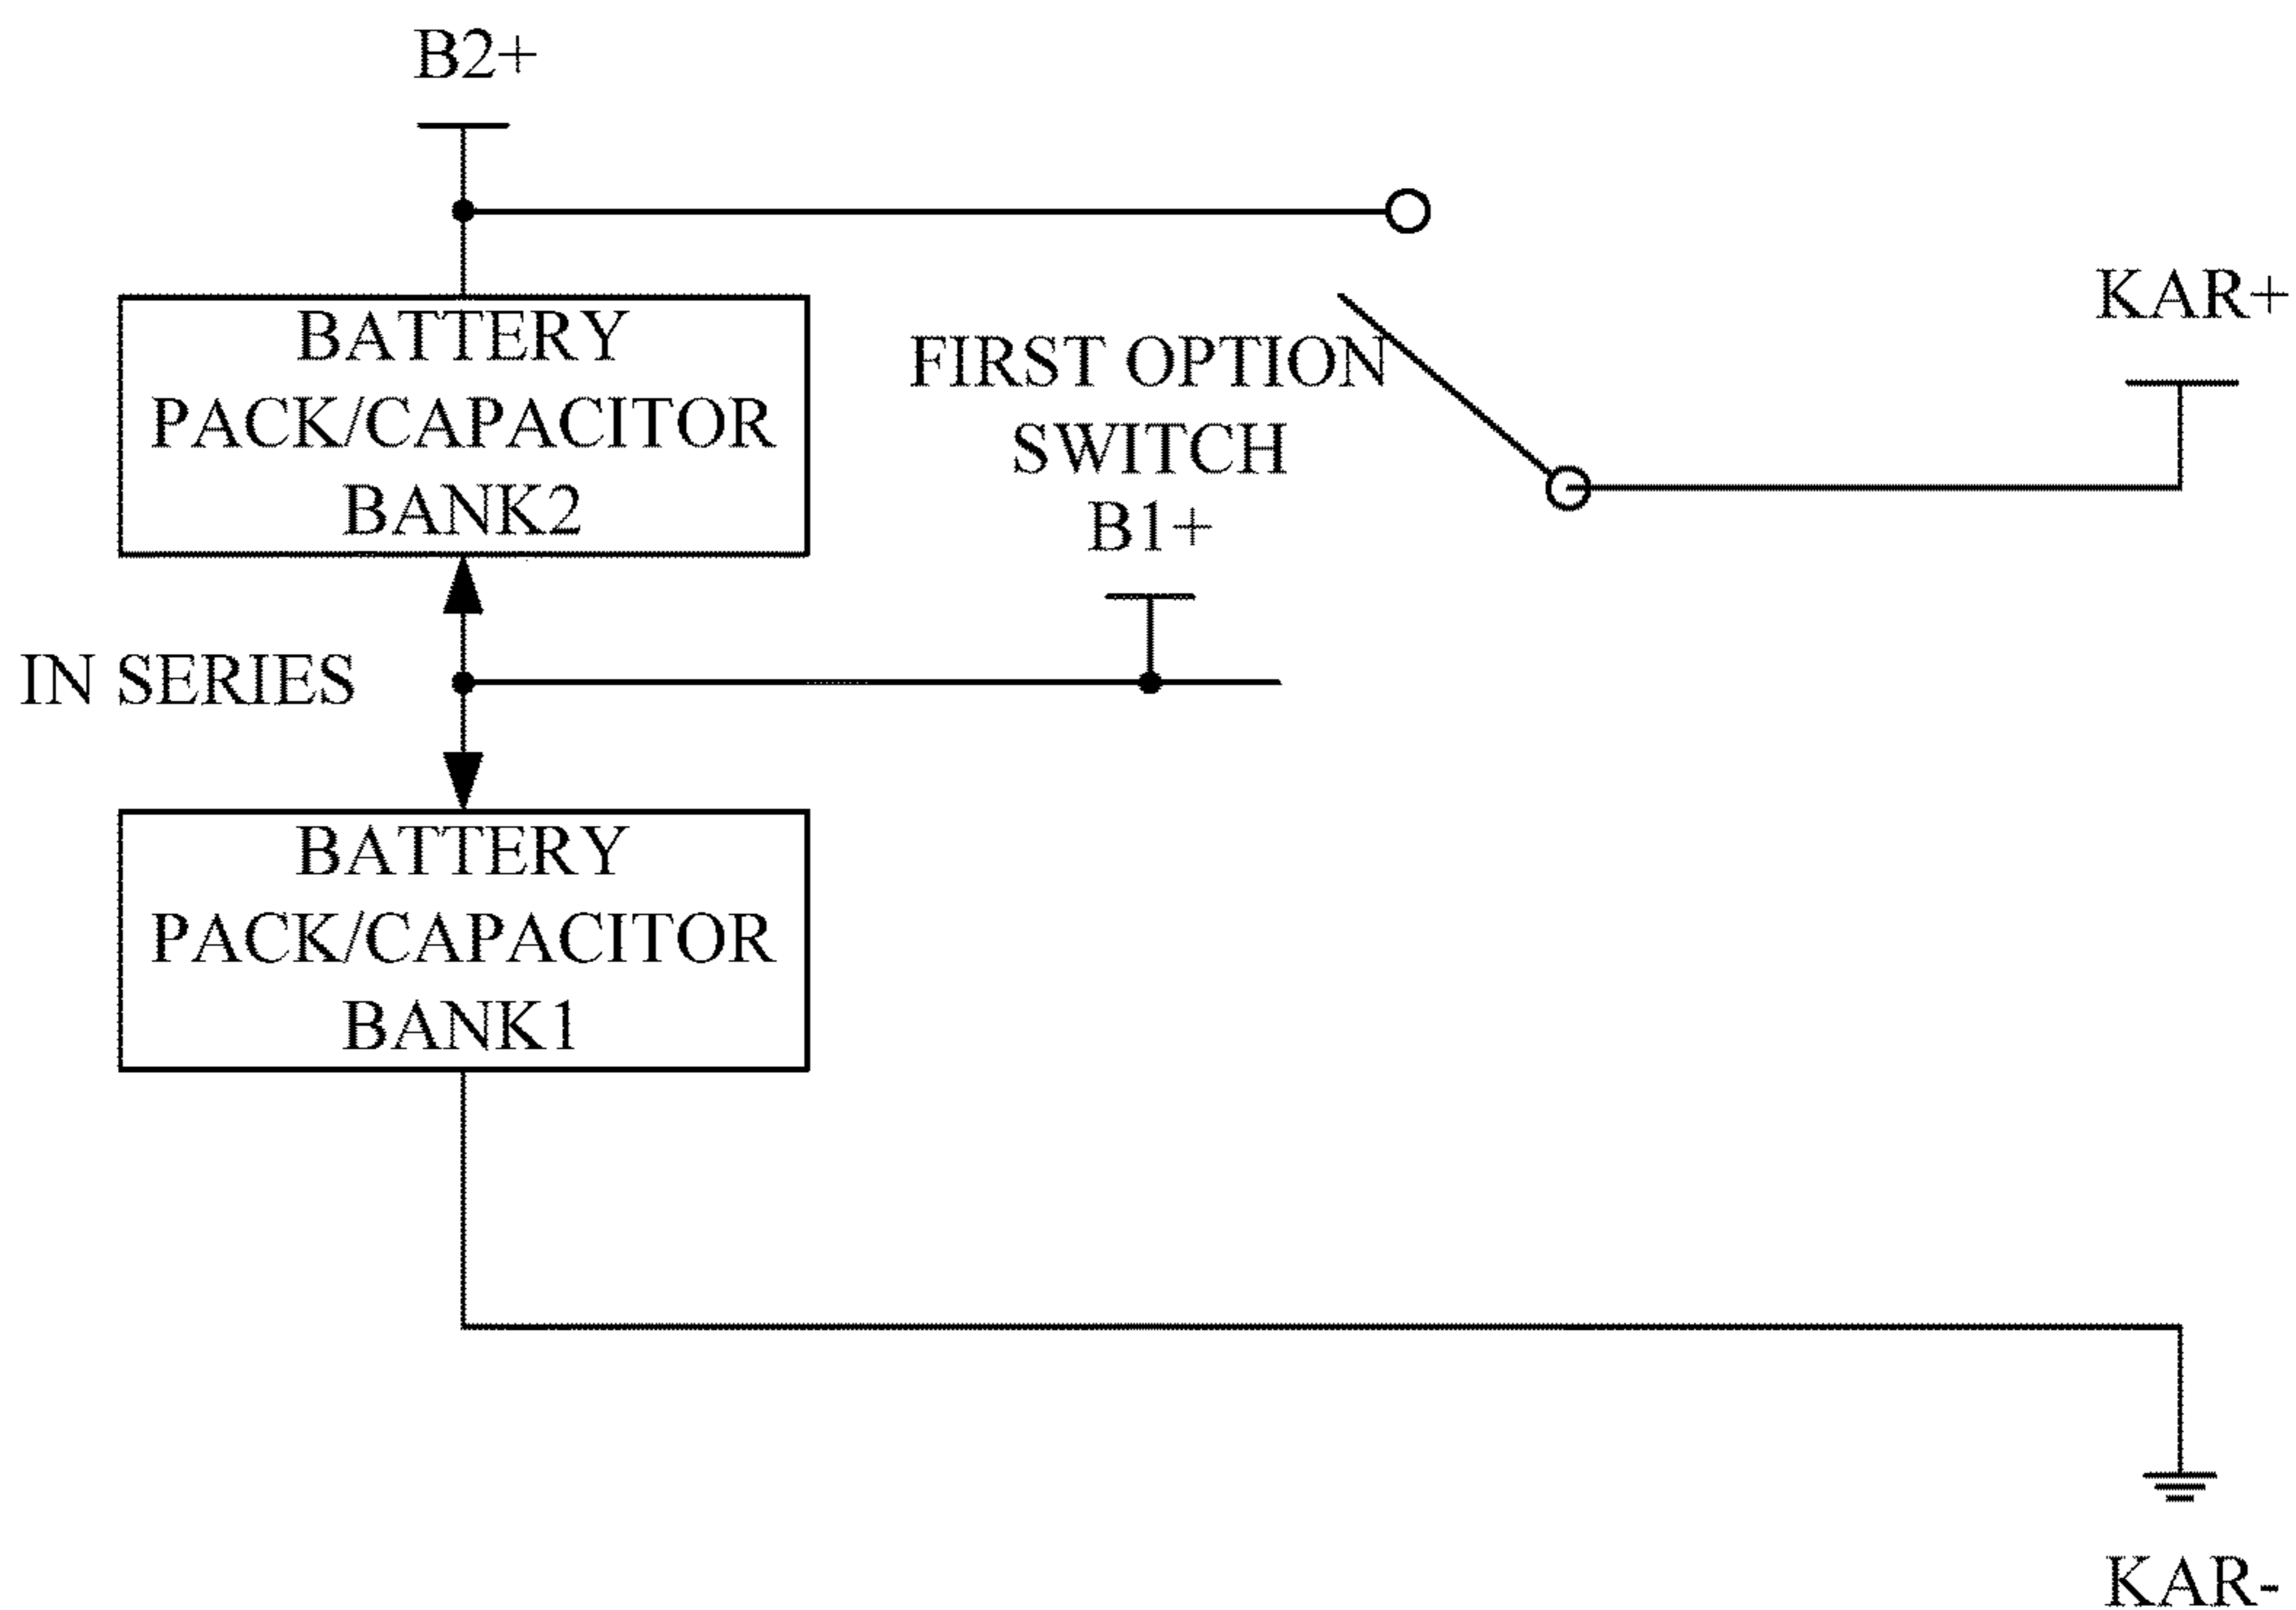 B2+
BATTERY
PACK/CAPACITOR
BANK2
FIRST OPTION
SWITCH
B1+
KAR+
IN SERIES
BATTERY
PACK/CAPACITOR
BANK1
KAR-